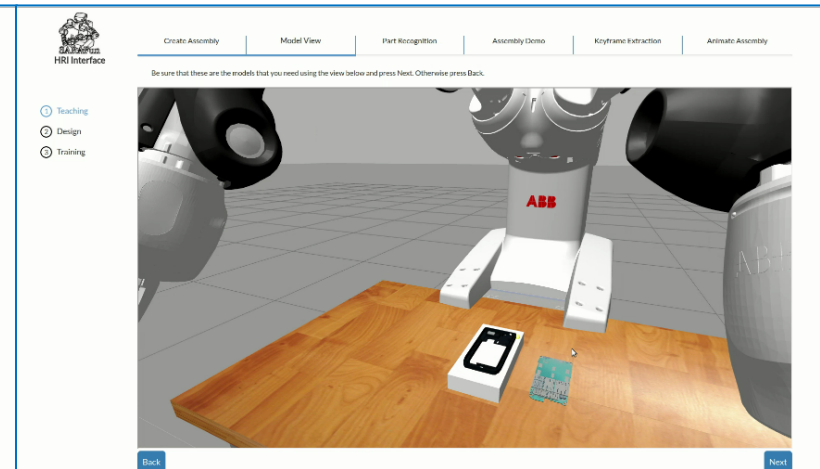 SARAFun
HRI Interface
Create Assembly
Model View
Part Recognition
Assembly Demo
Keyframe Extraction
Animate Assembly
Be sure that these are the models that you need using the view below and press Next. Otherwise press Back.
1 Teaching
2 Design
3 Training
ABB
Back
Next